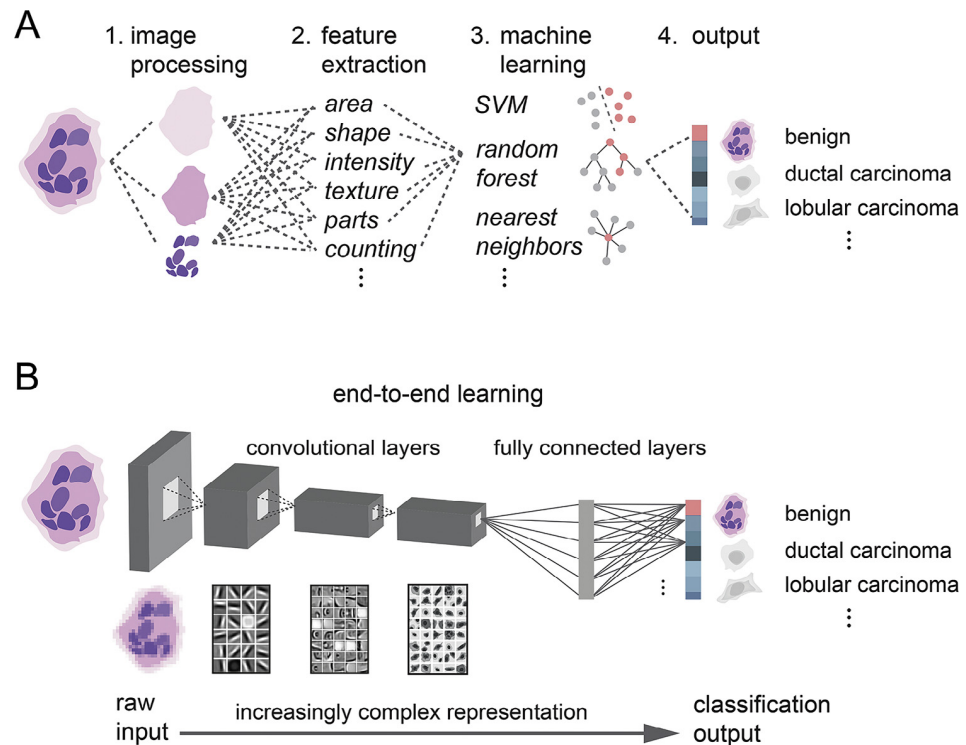 A
1. image processing
2. feature extraction
3. machine learning
4. output
area
shape
intensity
texture
parts
counting
⋮
SVM
random forest
nearest neighbors
⋮
benign
ductal carcinoma
lobular carcinoma
⋮
B
end-to-end learning
convolutional layers
fully connected layers
⋮
benign
ductal carcinoma
lobular carcinoma
⋮
raw input
increasingly complex representation
classification output